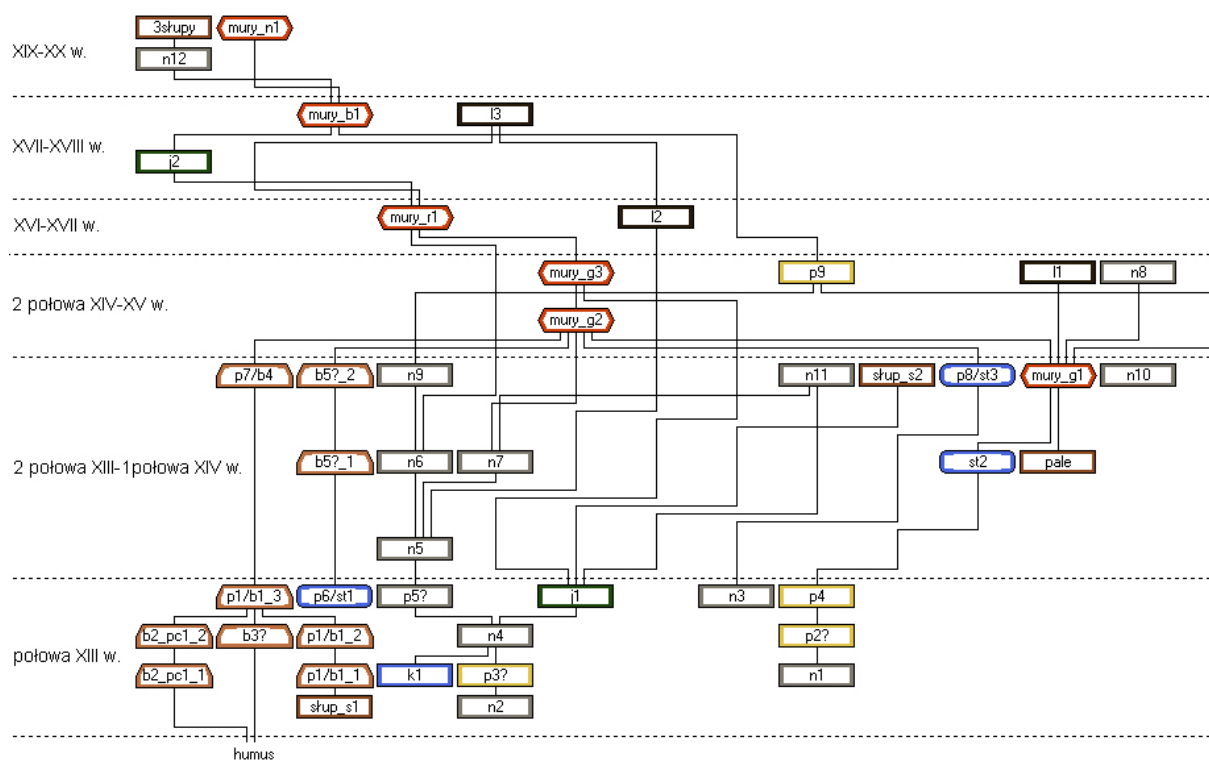 3słupy mury_n1
XIX-XX w.
n12
mury_b1 l3
XVII-XVIII w.
j2
mury_r1 l2
XVI-XVII w.
mury_g3 p9 l1 n8
2 połowa XIV-XV w.
mury_g2
p7/b4 b5?_2 n9 n11 słup_s2 p8/st3 mury_g1 n10
2 połowa XIII-1połowa XIV w.
b5?_1 n6 n7 st2 pale
n5
p1/b1_3 p6/st1 p5? j1 n3 p4
b2_pc1_2 b3? p1/b1_2 n4 p2?
połowa XIII w.
b2_pc1_1 p1/b1_1 k1 p3? n1
słup_s1 n2
humus